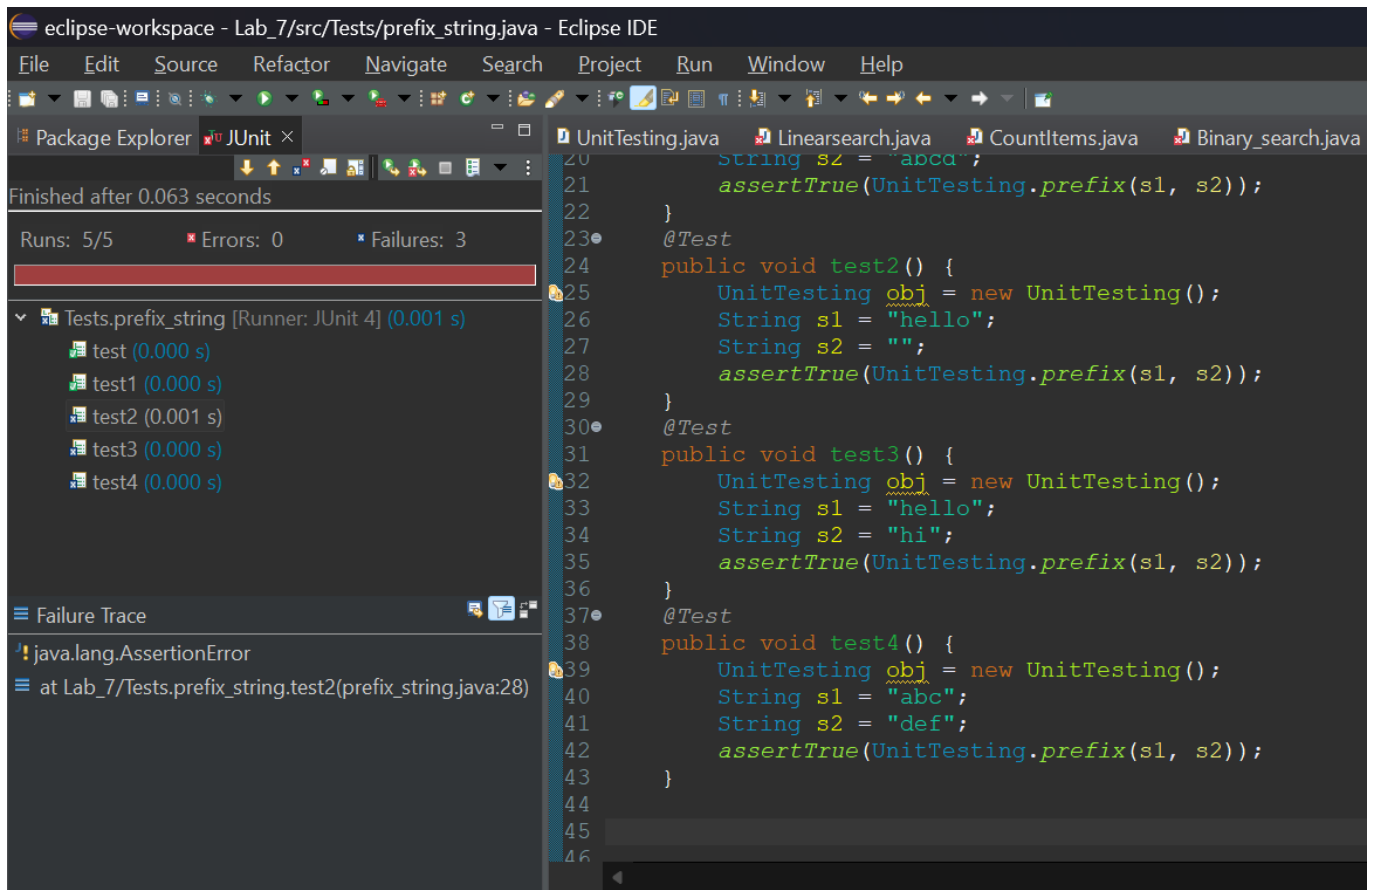 eclipse-workspace - Lab_7/src/Tests/prefix_string.java - Eclipse IDE
File Edit Source Refactor Navigate Search Project Run Window Help
Package Explorer JUnit
Finished after 0.063 seconds
Runs: 5/5 Errors: 0 Failures: 3
Tests.prefix_string [Runner: JUnit 4] (0.001 s)
test (0.000 s)
test1 (0.000 s)
test2 (0.001 s)
test3 (0.000 s)
test4 (0.000 s)
Failure Trace
java.lang.AssertionError
at Lab_7/Tests.prefix_string.test2(prefix_string.java:28)
UnitTesting.java Linearsearch.java CountItems.java Binary_search.java
20 String s2 = "abcd";
21 assertTrue(UnitTesting.prefix(s1, s2));
22 }
23 @Test
24 public void test2() {
25 UnitTesting obj = new UnitTesting();
26 String s1 = "hello";
27 String s2 = "";
28 assertTrue(UnitTesting.prefix(s1, s2));
29 }
30 @Test
31 public void test3() {
32 UnitTesting obj = new UnitTesting();
33 String s1 = "hello";
34 String s2 = "hi";
35 assertTrue(UnitTesting.prefix(s1, s2));
36 }
37 @Test
38 public void test4() {
39 UnitTesting obj = new UnitTesting();
40 String s1 = "abc";
41 String s2 = "def";
42 assertTrue(UnitTesting.prefix(s1, s2));
43 }
44
45
46